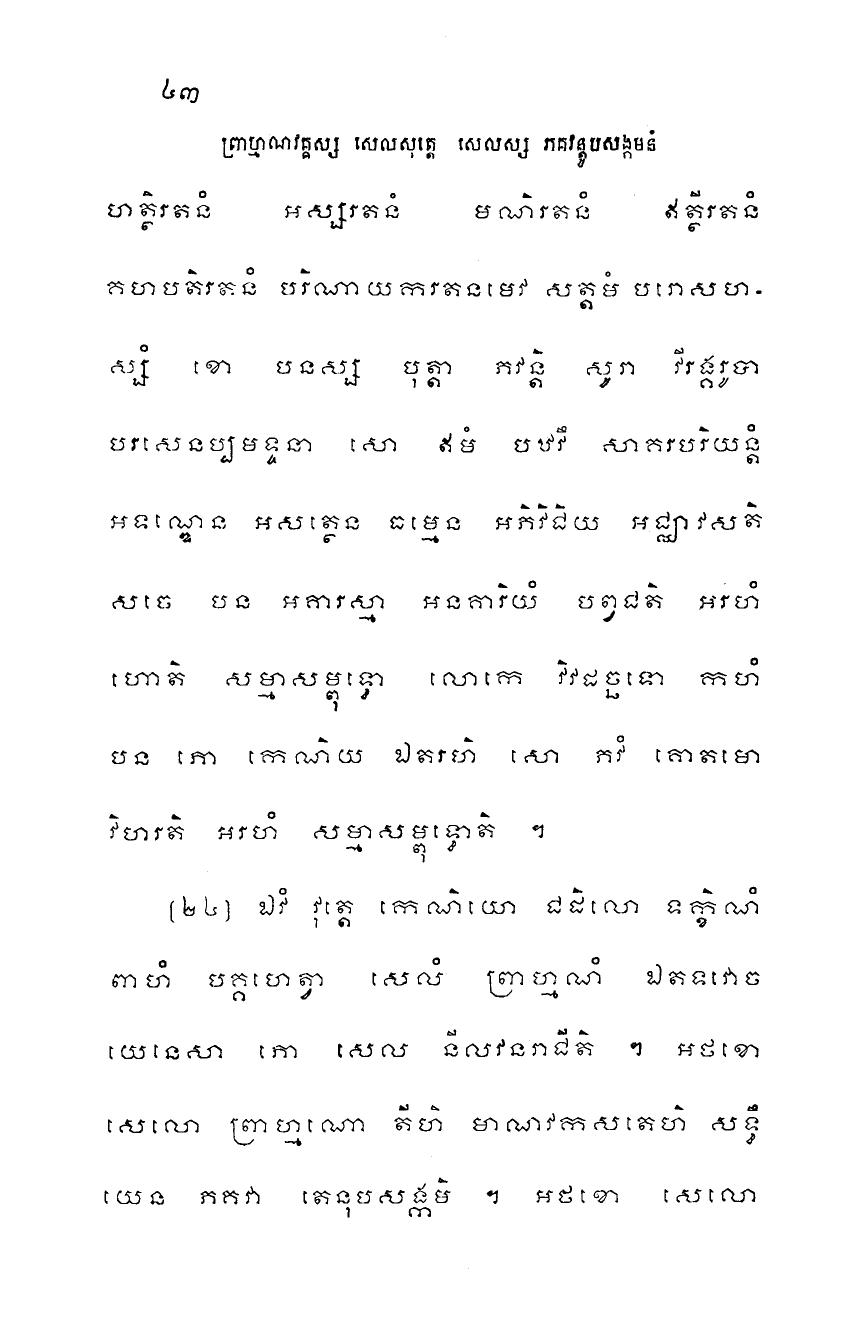 ៤៣
ព្រាហ្មណវគ្គស្ស សេលសុត្តេ សេលស្ស ភគវន្តូបសង្កមនំ
ហត្ថិរតនំ អស្សរតនំ មណិរតនំ ឥត្ថីរតនំ
គហបតិរតនំ បរិណាយករតនមេវ សត្តមំ បរោសហ-
ស្សំ ខោ បនស្ស បុត្តា ភវន្តិ សូរា វីរង្គរូបា
បរសេនប្បមទ្ទនា សោ ឥមំ បឋវឹ សាគរបរិយន្តំ
អទណ្ឌេន អសត្ថេន ធម្មេន អភិវិជិយ អជ្ឈាវសតិ
សចេ បន អគារស្មា អនគារិយំ បព្វជតិ អរហំ
ហោតិ សម្មាសម្ពុទ្ធោ លោកេ វិវដច្ឆទោ កហំ
បន ភោ កេណិយ ឯតរហិ សោ ភវំ គោតមោ
វិហរតិ អរហំ សម្មាសម្ពុទ្ធោតិ ។
(២៤) ឯវំ វុត្តេ កេណិយោ ជដិលោ ទក្ខិណំ
ពាហំ បគ្គហេត្វា សេលំ ព្រាហ្មណំ ឯតទវោច
យេនេសា ភោ សេល នីលវនរាជីតិ ។ អថខោ
សេលោ ព្រាហ្មណោ តីហិ មាណវកសតេហិ សទ្ធឹ
យេន ភគវា តេនុបសង្កមិ ។ អថខោ សេលោ